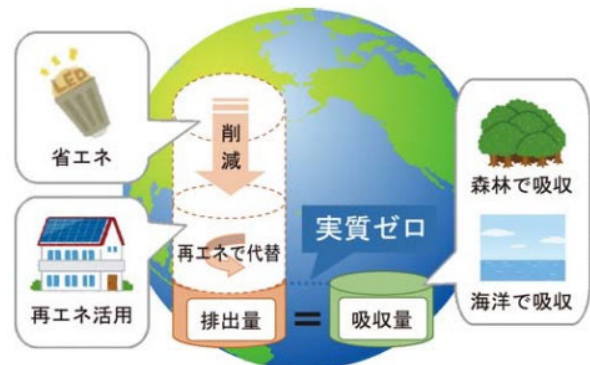 LED
省エネ
削
減
再エネで代替
再エネ活用
実質ゼロ
排出量
=
吸収量
森林で吸収
海洋で吸収